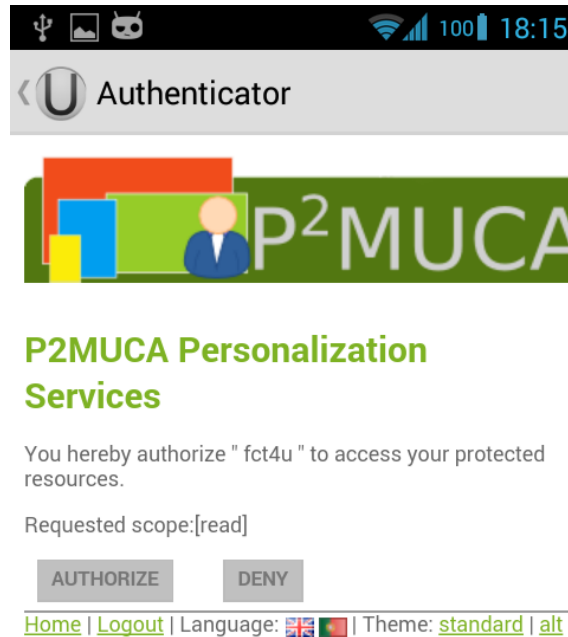 100 18:15
U Authenticator
P²MUCA
P2MUCA Personalization
Services
You hereby authorize " fct4u " to access your protected
resources.
Requested scope:[read]
AUTHORIZE DENY
Home | Logout | Language: | Theme: standard | alt